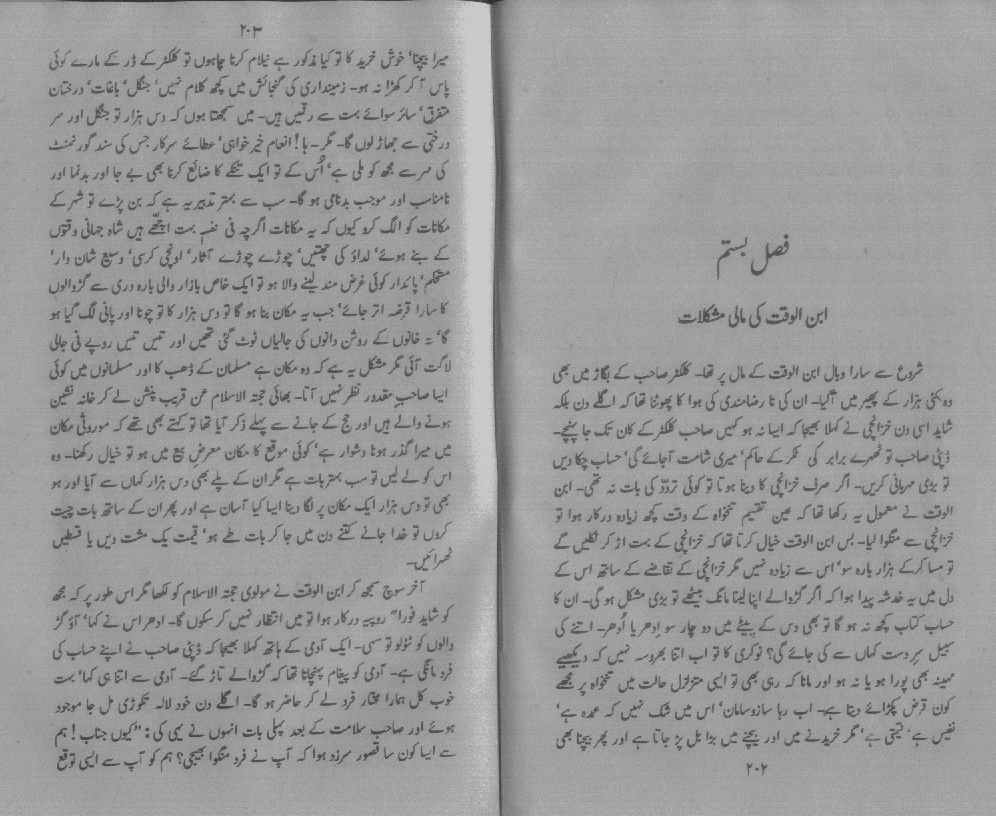 فصل بستم
ابن الوقت کی مالی مشکلات
شروع سے سارا وبال ابن الوقت کے مال پر تھا۔ کلکٹر صاحب کے بگاڑ میں بھی
وہ کئی ہزار کے پھیر میں آگیا۔ ان کی نا رضامندی کی ہوا کا پھوٹنا تھا کہ اگلے دن بلکہ
شاید اسی دن خزانچی نے کہلا بھیجا کہ ایسا نہ ہو کہیں صاحب کلکٹر کے کان تک جا پہنچے۔
ڈپٹی صاحب تو ٹھہرے برابر کی ٹکر کے حاکم‘ میری شامت آجائے گی‘ حساب چکا دیں
تو بڑی مہربانی کریں۔ اگر صرف خزانچی کا دینا ہوتا تو کوئی تردّد کی بات نہ تھی۔ ابن
الوقت نے معمول یہ رکھا تھا کہ عین تقسیم تنخواہ کے وقت کچھ زیادہ درکار ہوا تو
خزانچی سے منگوا لیا۔ بس ابن الوقت خیال کرتا تھا کہ خزانچی کے بہت اڑ کر نکلیں گے
تو مسا کر کے ہزار بارہ سو‘ اس سے زیادہ نہیں مگر خزانچی کے تقاضے کے ساتھ اس کے
دل میں یہ خدشہ پیدا ہوا کہ اگر گڑوالے اپنا لینا مانگ بیٹھے تو بڑی مشکل ہوگی۔ ان کا
حساب کتاب کچھ نہ ہو گا تو بھی دس کے پیٹے میں دو چار سو ادھر یا اُدھر۔ اتنے کی
سبیل سرِ دست کہاں سے کی جائے گی؟ نوکری کا تو اب اتنا بھروسہ نہیں کہ دیکھیے
مہینہ بھی پورا ہو یا نہ ہو اور مانا کہ رہی بھی تو ایسی متزلزل حالت میں تنخواہ پر مجھے
کون قرض پکڑائے دیتا ہے۔ اب رہا ساز و سامان‘ اس میں شک نہیں کہ عمدہ ہے‘
نفیس ہے‘ قیمتی ہے‘ مگر خریدنے میں اور بیچنے میں بڑا بل پڑ جاتا ہے اور پھر بیچنا بھی
۲۰۲
۲۰۳
میرا بیچنا‘ خوش خرید کا تو کیا مذکور ہے نیلام کرنا چاہوں تو کلکٹر کے ڈر کے مارے کوئی
پاس آ کر کھڑا نہ ہو۔ زمینداری کی گنجائش میں کچھ کلام نہیں‘ جنگل‘ باغات‘ درختان
متفرق‘ سائر سوائے بہت سے رقمیں ہیں۔ میں سمجھتا ہوں کہ دس ہزار تو جنگل اور سر
درختی سے جھاڑ لوں گا۔ مگر۔ ہا! انعام خیر خواہی‘ عطائے سرکار جس کی سند گورنمنٹ
کی مہر سے مجھ کو ملی ہے‘ اُس کے تو ایک تنکے کا ضائع کرنا بھی بے جا اور بدنما اور
نامناسب اور موجب بدنامی ہو گا۔ سب سے بہتر تدبیر یہ ہے کہ بن پڑے تو شہر کے
مکانات کو الگ کرو کیوں کہ یہ مکانات اگرچہ فی نفسہٖ بہت اچھے ہیں شاہ جہانی وقتوں
کے بنے ہوئے‘ لداؤ کی چھتیں‘ چوڑے چوڑے آثار‘ اونچی کرسی‘ وسیع شان دار‘
مستحکم‘ پائدار کوئی غرض مند لینے والا ہو تو ایک خاص بازار والی بارہ دری سے گڑوالوں
کا سارا قرضہ اتر جائے‘ جب یہ مکان بنا ہو گا تو دس ہزار کا تو چونا اور پانی لگ گیا ہو
گا‘ تہ خانوں کے روشن دانوں کی جالیاں ٹوٹ گئی تھیں اور تیس تیس روپے فی جالی
لاگت آئی مگر مشکل یہ ہے کہ وہ مکان ہے مسلمان کے ڈھب کا اور مسلمانوں میں کوئی
ایسا صاحبِ مقدور نظر نہیں آتا۔ بھائی حجتہ الاسلام عن قریب پنشن لے کر خانہ نشین
ہونے والے ہیں اور حج کے جانے سے پہلے ذکر آیا تھا تو کہتے بھی تھے کہ موروثی مکان
میں میرا گذر ہونا دشوار ہے‘ کوئی موقع کا مکان معرضِ بیع میں ہو تو خیال رکھنا۔ وہ
اس کو لے لیں تو سب بہتر بات ہے مگر ان کے پلے بھی دس ہزار کہاں سے آیا اور ہو
بھی تو دس ہزار ایک مکان پر لگا دینا ایسا کیا آسان ہے اور پھر ان کے ساتھ بات چیت
کروں تو خدا جانے کتنے دن میں جا کر بات طے ہو‘ قیمت یک مشت دیں یا قسطیں
ٹھہرائیں۔
آخر سوچ سمجھ کر ابن الوقت نے مولوی حجتہ الاسلام کو لکھا مگر اس طور پر کہ مجھ
کو شاید فوراً روپیہ درکار ہوا تو میں انتظار نہیں کر سکوں گا۔ ادھر اس نے کہا‘ آؤ گڑ
والوں کو ٹٹولو تو سہی۔ ایک آدمی کے ہاتھ کہلا بھیجا کہ ڈپٹی صاحب نے اپنے حساب کی
فرد مانگی ہے۔ آدمی کو پیغام پہنچانا تھا کہ گڑوالے تاڑ گئے۔ آدمی سے اتنا ہی کہا‘ بہت
خوب کل ہمارا مختار فرد لے کر حاضر ہو گا۔ اگلے دن خود لالہ تکوڑی مل جا موجود
ہوئے اور صاحب سلامت کے بعد پہلی بات انہوں نے یہی کی : ”کیوں جناب! ہم
سے ایسا کون سا قصور سرزد ہوا کہ آپ نے فرد منگوا بھیجی؟ ہم کو آپ سے ایسی توقع